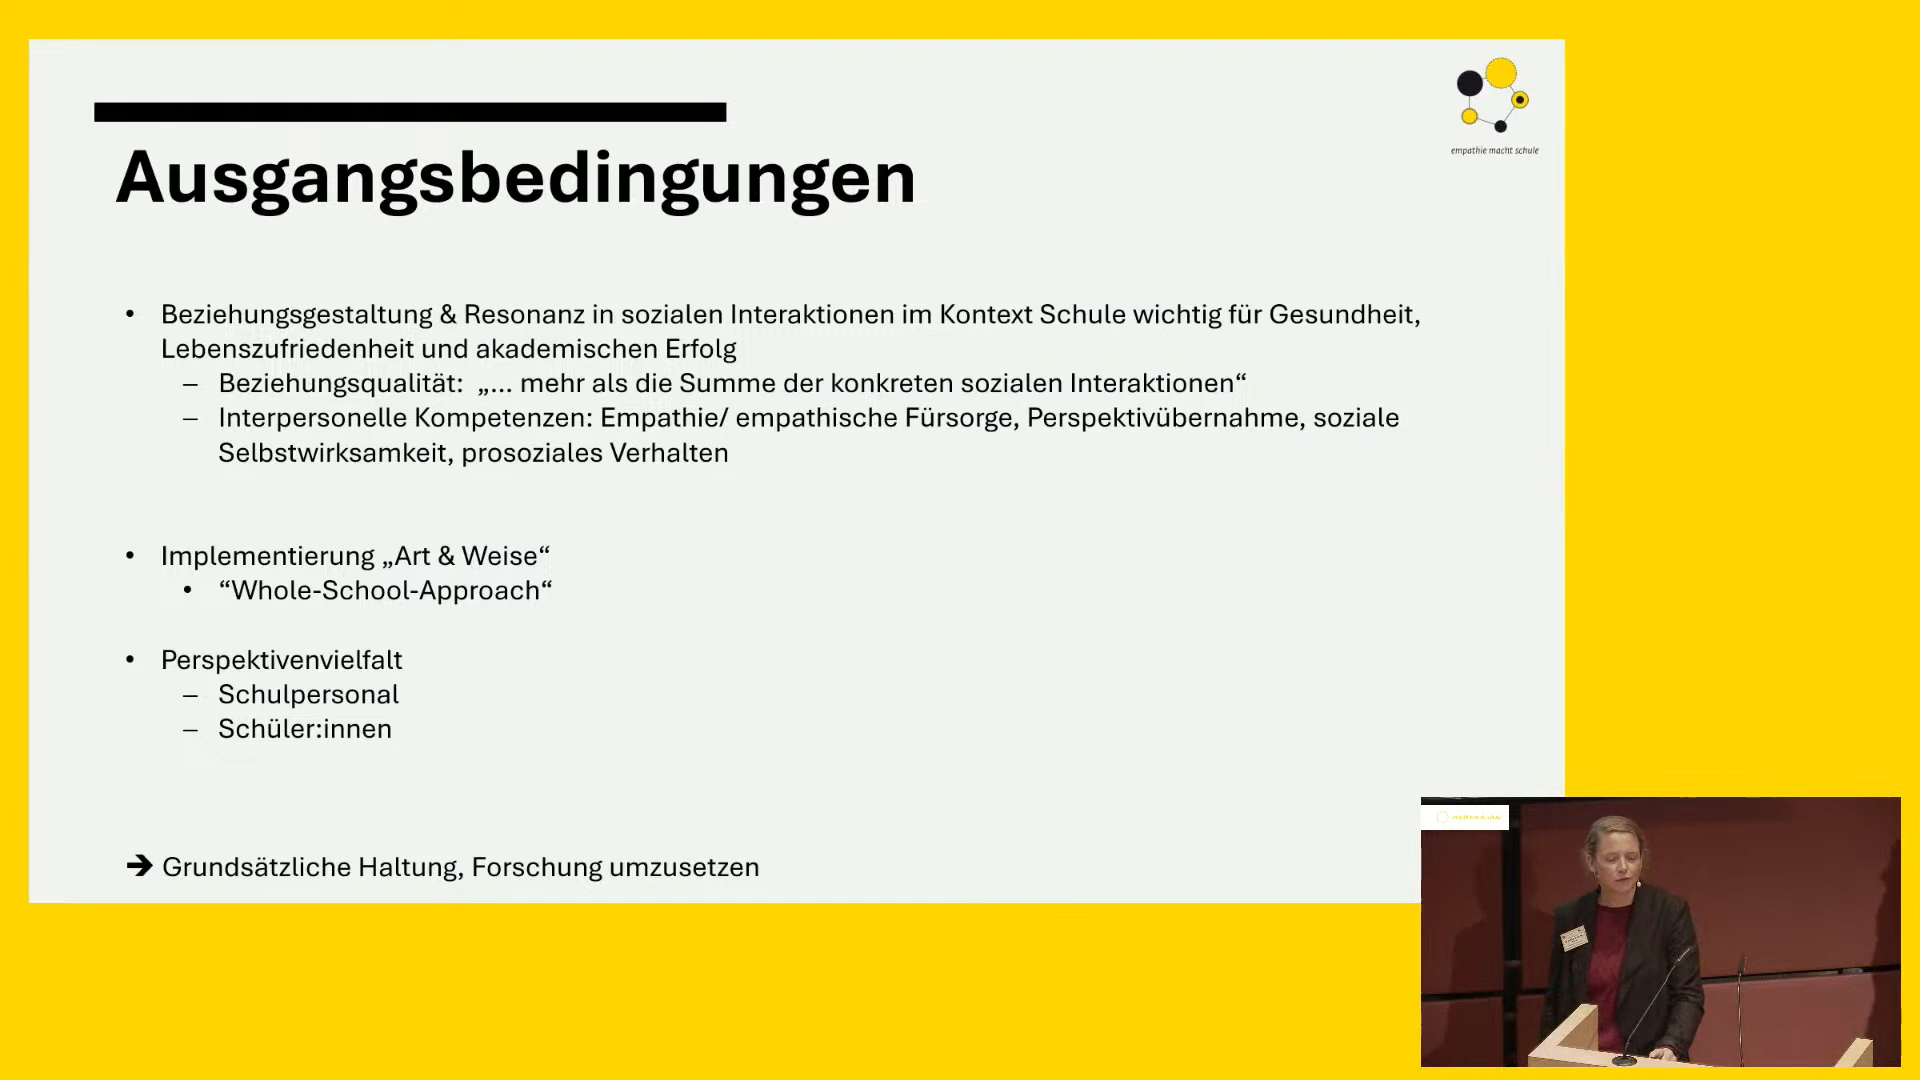 empathie macht schule
Ausgangsbedingungen
• Beziehungsgestaltung & Resonanz in sozialen Interaktionen im Kontext Schule wichtig für Gesundheit,
Lebenszufriedenheit und akademischen Erfolg
– Beziehungsqualität: „... mehr als die Summe der konkreten sozialen Interaktionen“
– Interpersonelle Kompetenzen: Empathie/ empathische Fürsorge, Perspektivübernahme, soziale
Selbstwirksamkeit, prosoziales Verhalten
• Implementierung „Art & Weise“
• “Whole-School-Approach“
• Perspektivenvielfalt
– Schulpersonal
– Schüler:innen
➔ Grundsätzliche Haltung, Forschung umzusetzen